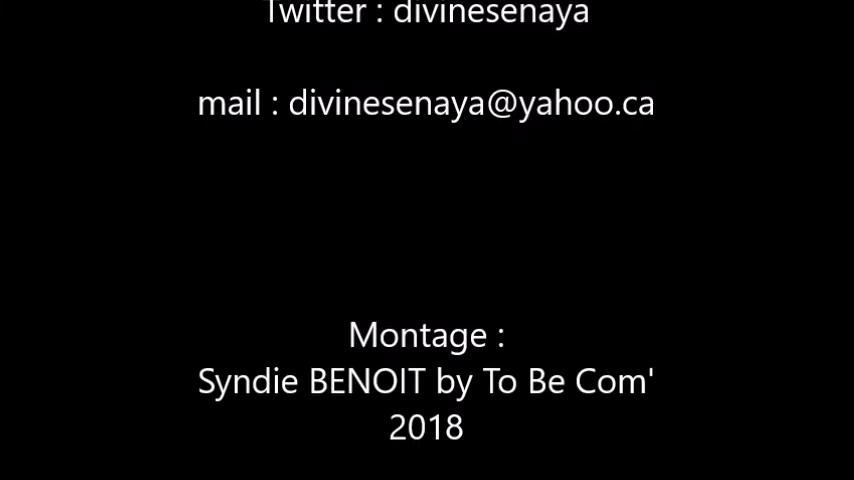 Twitter : divinesenaya
mail : divinesenaya@yahoo.ca
Montage :
Syndie BENOIT by To Be Com'
2018